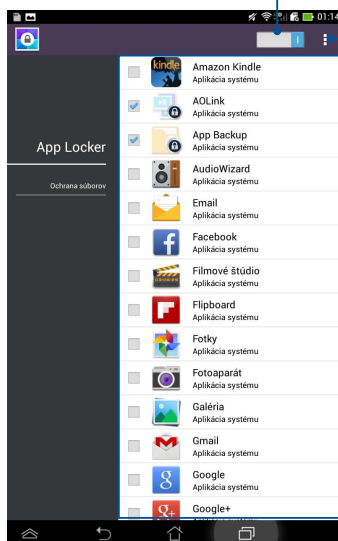 01:14
App Locker
Ochrana súborov
kindle
Amazon Kindle
Aplikácia systému
AOLink
Aplikácia systému
App Backup
Aplikácia systému
AudioWizard
Aplikácia systému
Email
Aplikácia systému
Facebook
Aplikácia systému
Filmové štúdio
Aplikácia systému
Flipboard
Aplikácia systému
Fotky
Aplikácia systému
Fotoaparát
Aplikácia systému
Galéria
Aplikácia systému
Gmail
Aplikácia systému
Google
Aplikácia systému
Google+